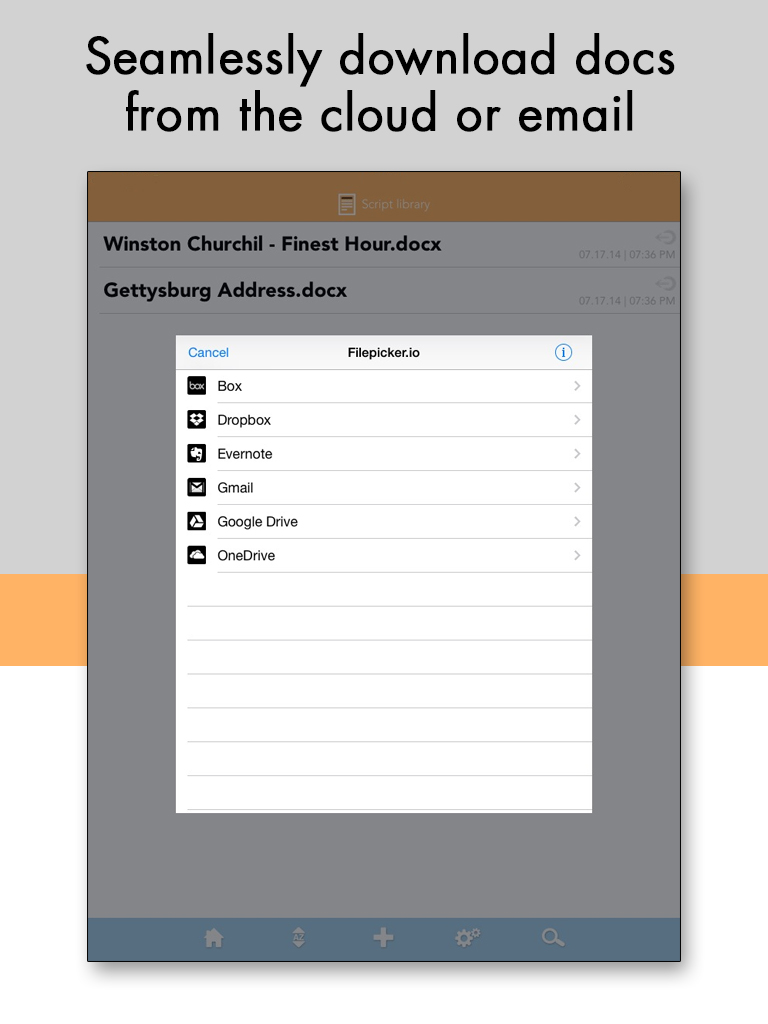 Seamlessly download docs
from the cloud or email
Script library
Winston Churchil - Finest Hour.docx
07.17.14 | 07:36 PM
Gettysburg Address.docx
07.17.14 | 07:36 PM
Cancel
Filepicker.io
i
box
Box
Dropbox
Evernote
Gmail
Google Drive
OneDrive
AZ